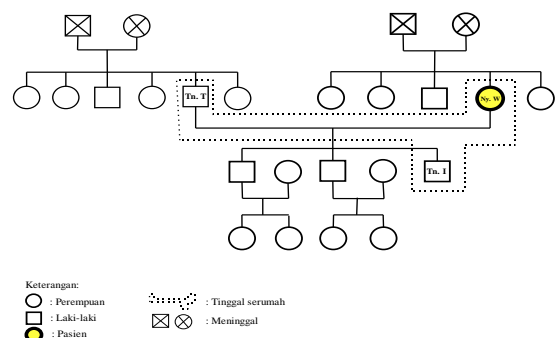 Tn. T
Ny. W
Tn. I
Keterangan:
: Perempuan
: Tinggal serumah
: Laki-laki
: Meninggal
: Pasien